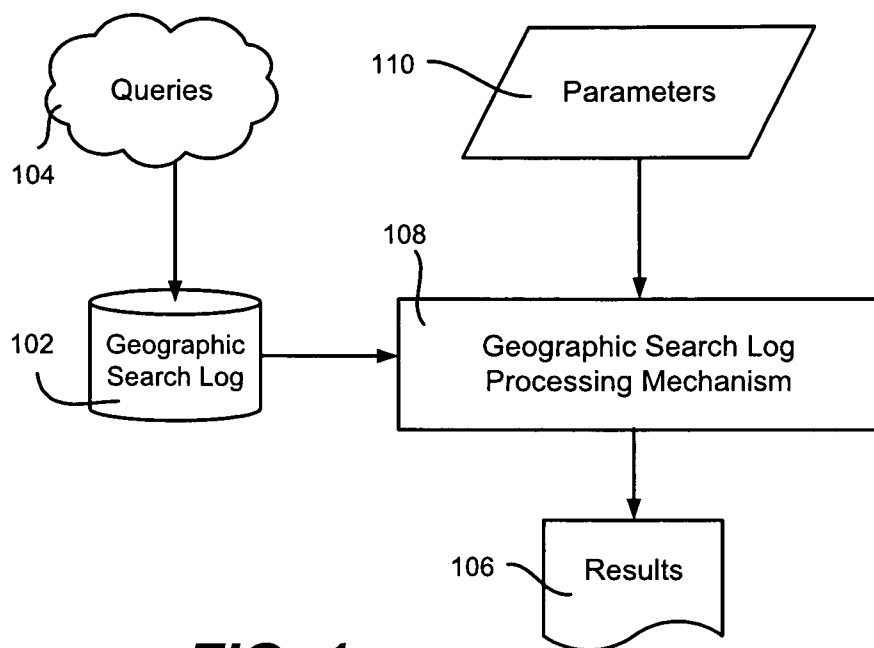 Queries
110
Parameters
104
108
102
Geographic
Search Log
Geographic Search Log
Processing Mechanism
106
Results